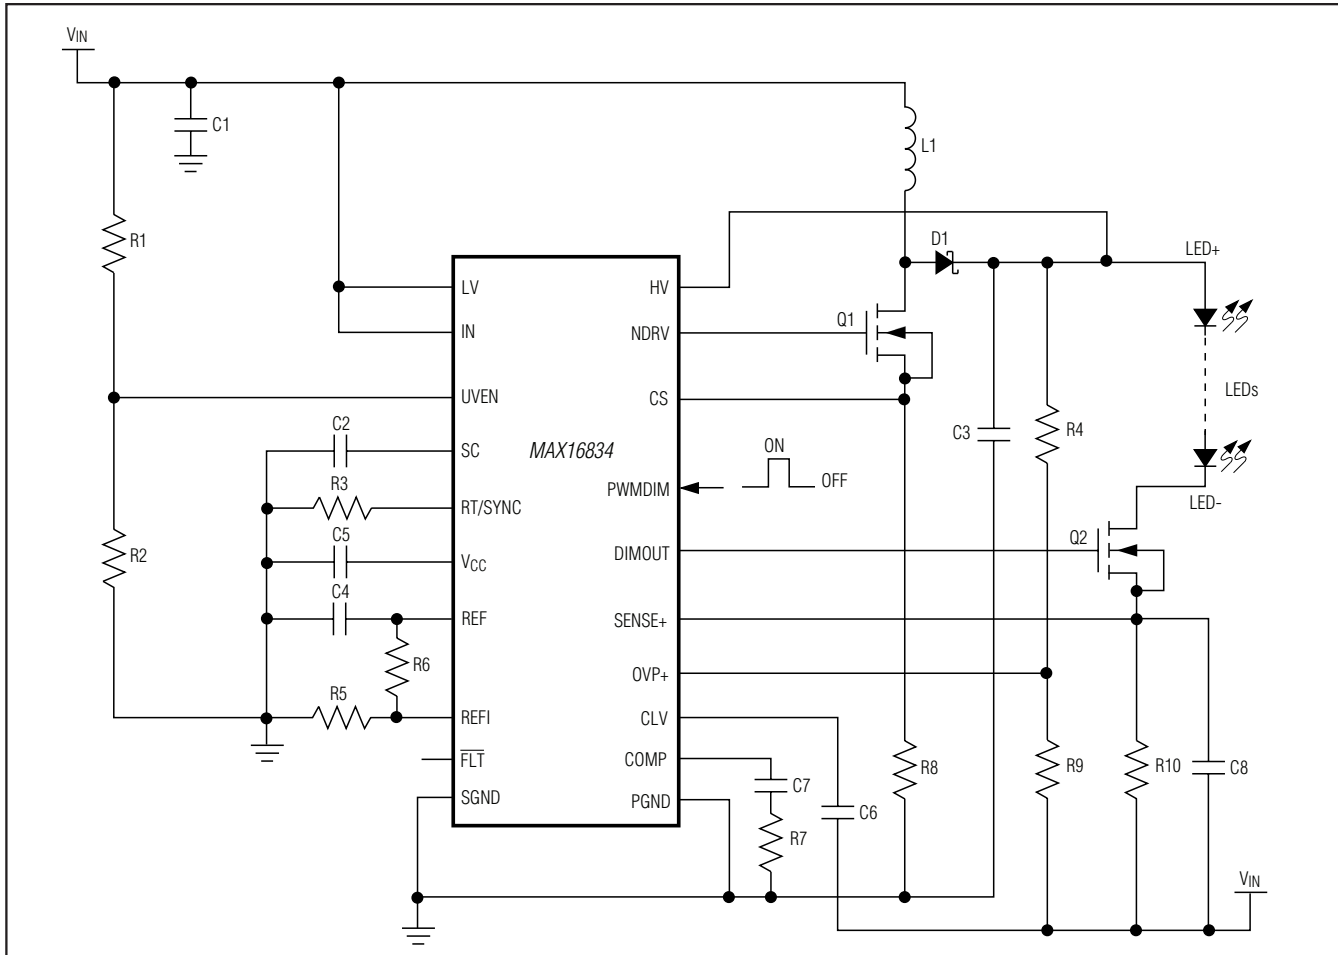 VIN
C1
L1
R1
D1
LED+
LV
HV
Q1
IN
NDRV
LEDs
UVEN
CS
C2
C3
R4
SC
MAX16834
ON
R3
PWMDIM
OFF
LED-
RT/SYNC
C5
Q2
R2
DIMOUT
VCC
C4
REF
SENSE+
R6
OVP+
R5
REFI
CLV
FLT
COMP
R8
R9
R10
C8
C7
SGND
PGND
C6
R7
VIN